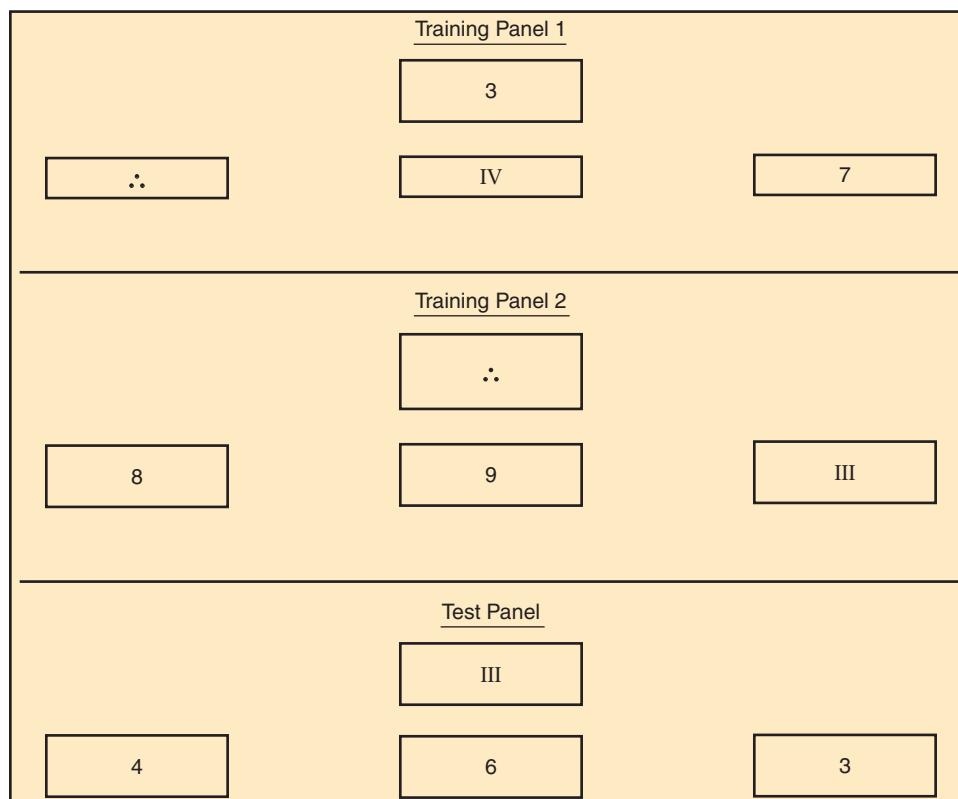 Training Panel 1
3
∴ IV 7
Training Panel 2
∴
8 9 III
Test Panel
III
4 6 3